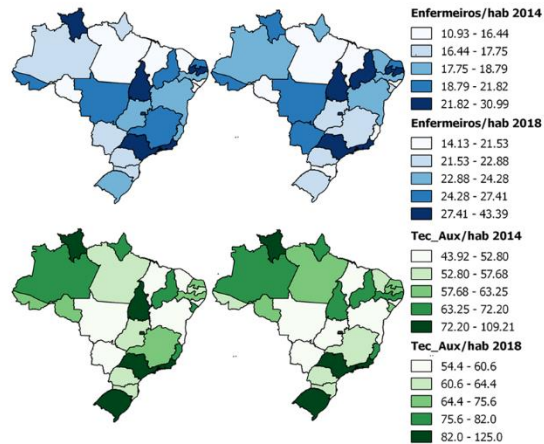 Enfermeiros/hab 2014
10.93 - 16.44
16.44 - 17.75
17.75 - 18.79
18.79 - 21.82
21.82 - 30.99
Enfermeiros/hab 2018
14.13 - 21.53
21.53 - 22.88
22.88 - 24.28
24.28 - 27.41
27.41 - 43.39
Tec_Aux/hab 2014
43.92 - 52.80
52.80 - 57.68
57.68 - 63.25
63.25 - 72.20
72.20 - 109.21
Tec_Aux/hab 2018
54.4 - 60.6
60.6 - 64.4
64.4 - 75.6
75.6 - 82.0
82.0 - 125.0